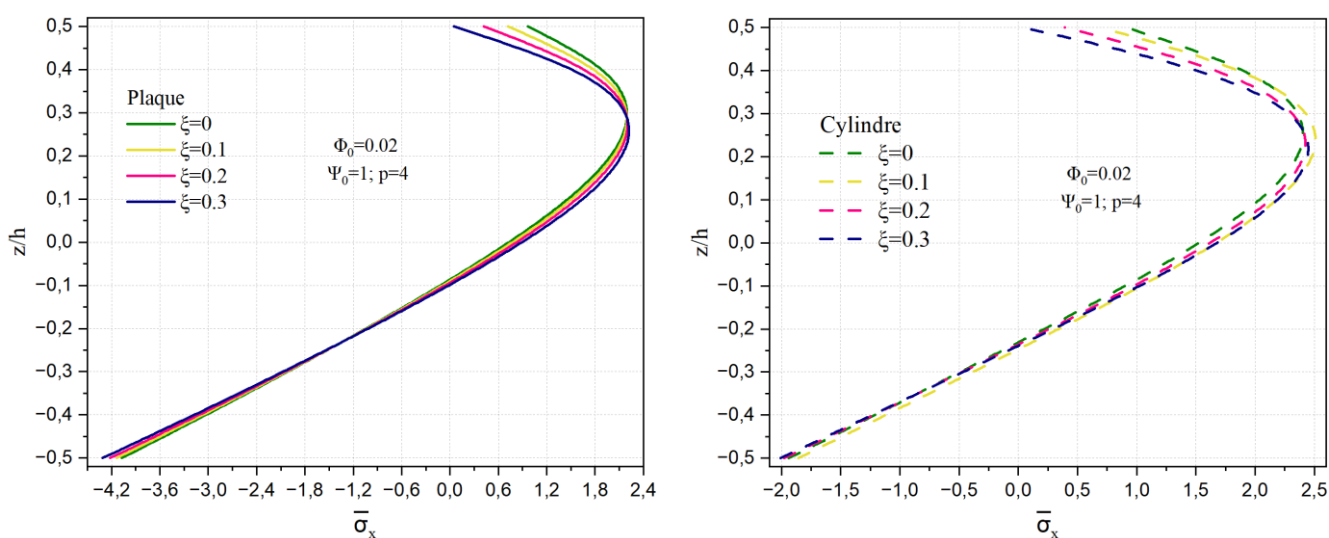 0,5
0,4
0,3
0,2
0,1
0,0
−0,1
−0,2
−0,3
−0,4
−0,5
z/h
Plaque
ξ=0
ξ=0.1
ξ=0.2
ξ=0.3
Φ₀=0.02
Ψ₀=1; p=4
−4,2 −3,6 −3,0 −2,4 −1,8 −1,2 −0,6 0,0 0,6 1,2 1,8 2,4
σ̅ₓ
0,5
0,4
0,3
0,2
0,1
0,0
−0,1
−0,2
−0,3
−0,4
−0,5
z/h
Cylindre
ξ=0
ξ=0.1
ξ=0.2
ξ=0.3
Φ₀=0.02
Ψ₀=1; p=4
−2,0 −1,5 −1,0 −0,5 0,0 0,5 1,0 1,5 2,0 2,5
σ̅ₓ